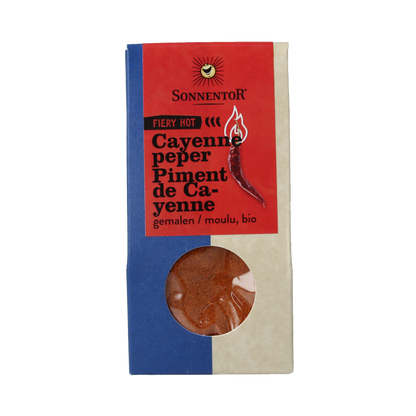 SONNENTOR®
FIERY HOT
Cayenne
peper
Piment
de Ca-
yenne
gemalen / moulu, bio